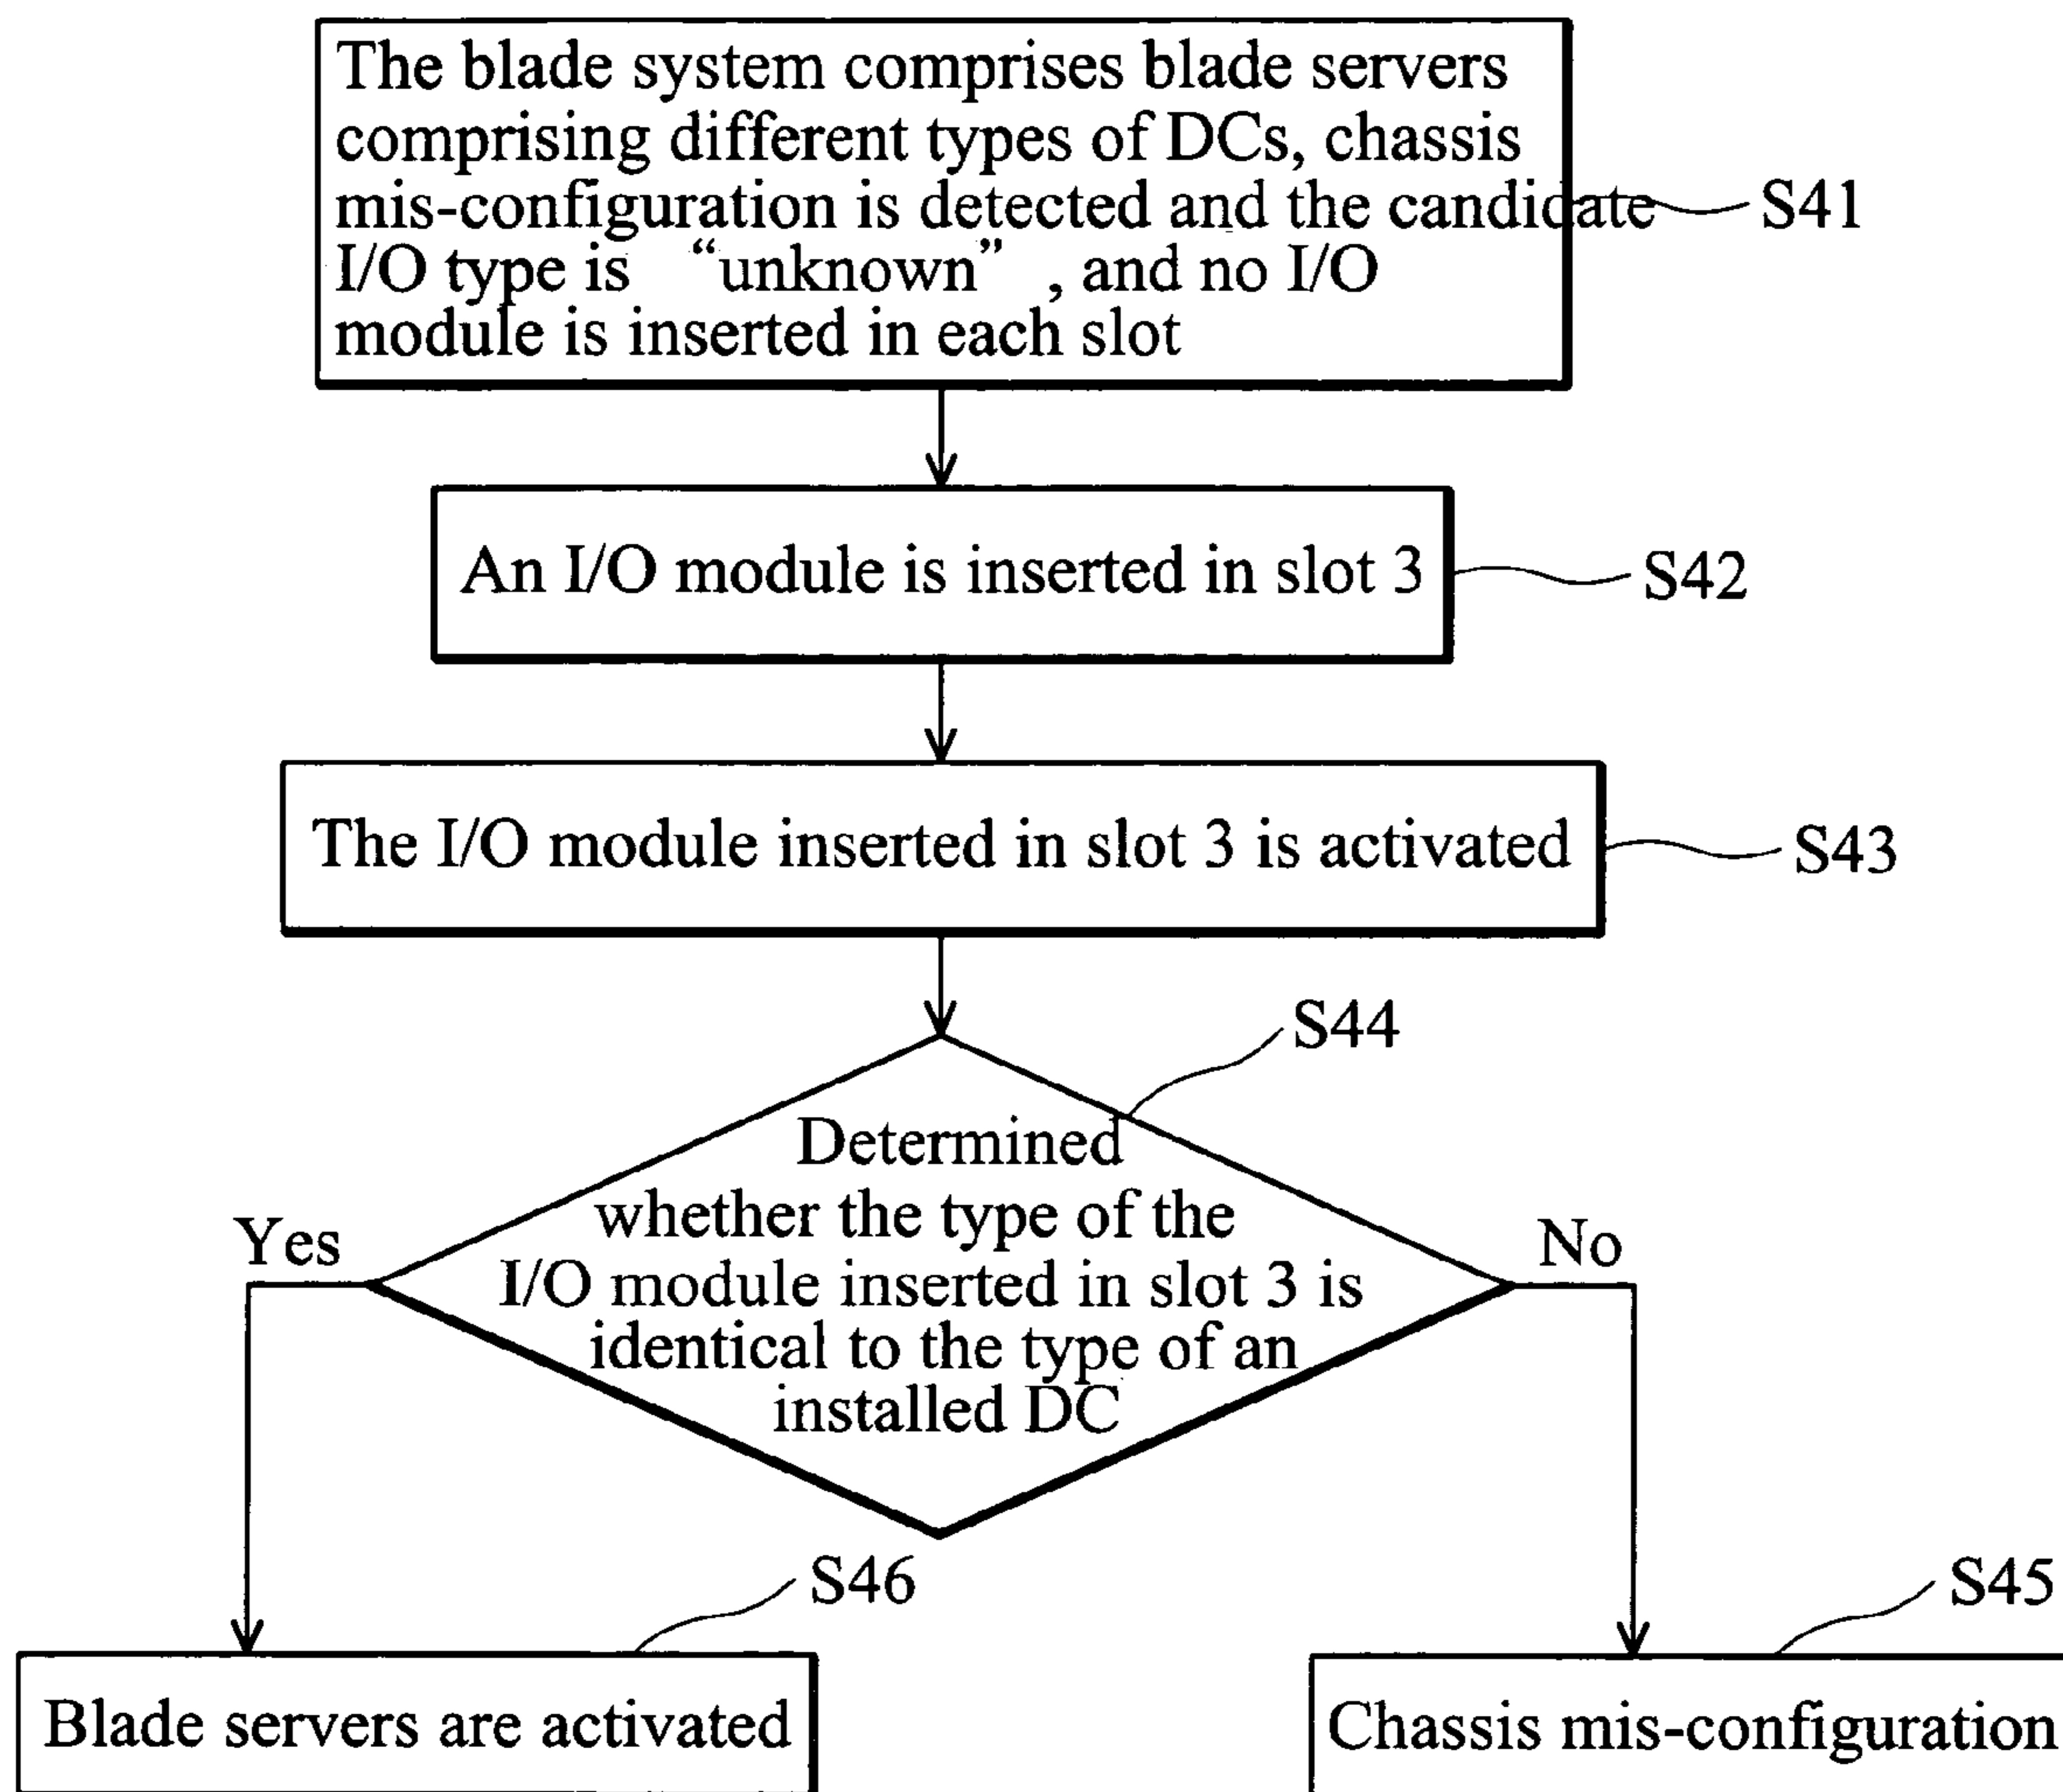 The blade system comprises blade servers
comprising different types of DCs, chassis
mis-configuration is detected and the candidate
I/O type is “unknown” , and no I/O
module is inserted in each slot
S41
An I/O module is inserted in slot 3
S42
The I/O module inserted in slot 3 is activated
S43
S44
Determined
whether the type of the
I/O module inserted in slot 3 is
identical to the type of an
installed DC
Yes
No
S46
S45
Blade servers are activated
Chassis mis-configuration